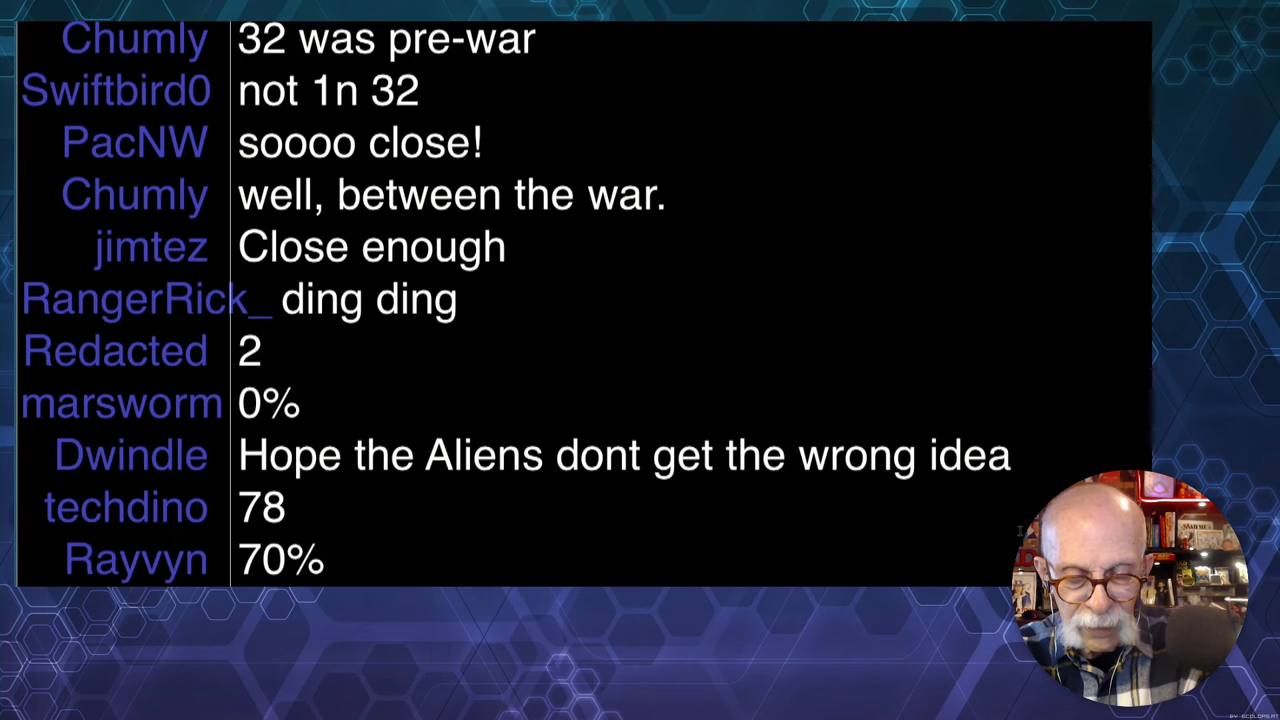 Chumly 32 was pre-war
Swiftbird0 not 1n 32
PacNW soooo close!
Chumly well, between the war.
jimtez Close enough
RangerRick_ ding ding
Redacted 2
marsworm 0%
Dwindle Hope the Aliens dont get the wrong idea
techdino 78
Rayvyn 70%